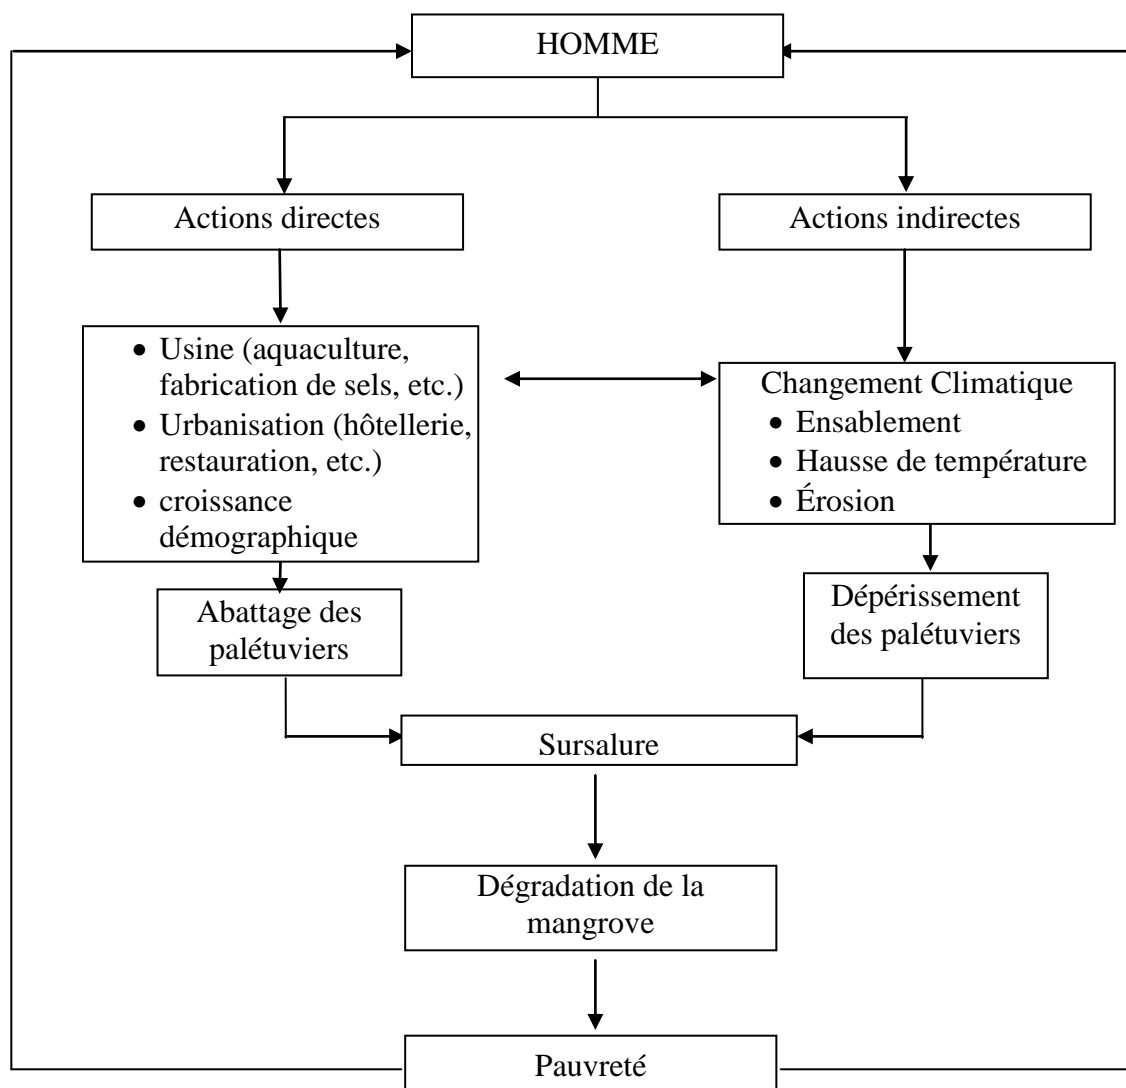 HOMME
Actions directes
Actions indirectes
• Usine (aquaculture,
fabrication de sels, etc.)
• Urbanisation (hôtellerie,
restauration, etc.)
• croissance
démographique
Changement Climatique
• Ensablement
• Hausse de température
• Érosion
Abattage des
palétuviers
Dépérissement
des palétuviers
Sursalure
Dégradation de la
mangrove
Pauvreté